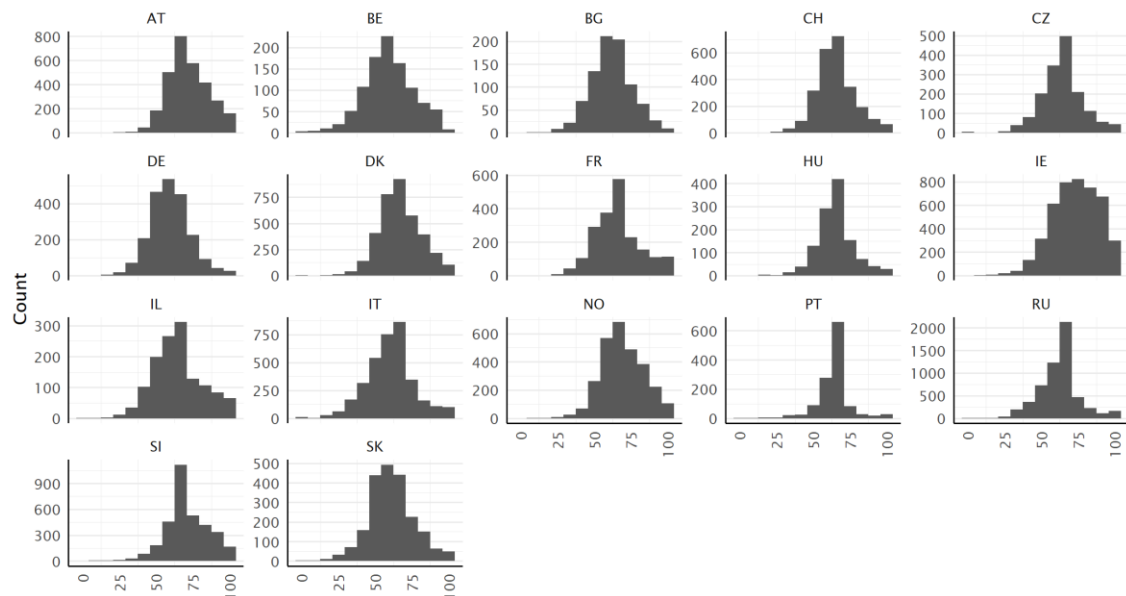 AT BE BG CH CZ
800 600 400 200 0
200 150 100 50 0
200 150 100 50 0
600 400 200 0
500 400 300 200 100 0
DE DK FR HU IE
400 200 0
750 500 250 0
600 400 200 0
400 300 200 100 0
800 600 400 200 0
Count
IL IT NO PT RU
300 200 100 0
750 500 250 0
600 400 200 0
600 400 200 0
2000 1500 1000 500 0
0 25 50 75 100
0 25 50 75 100
0 25 50 75 100
SI SK
900 600 300 0
500 400 300 200 100 0
0 25 50 75 100
0 25 50 75 100